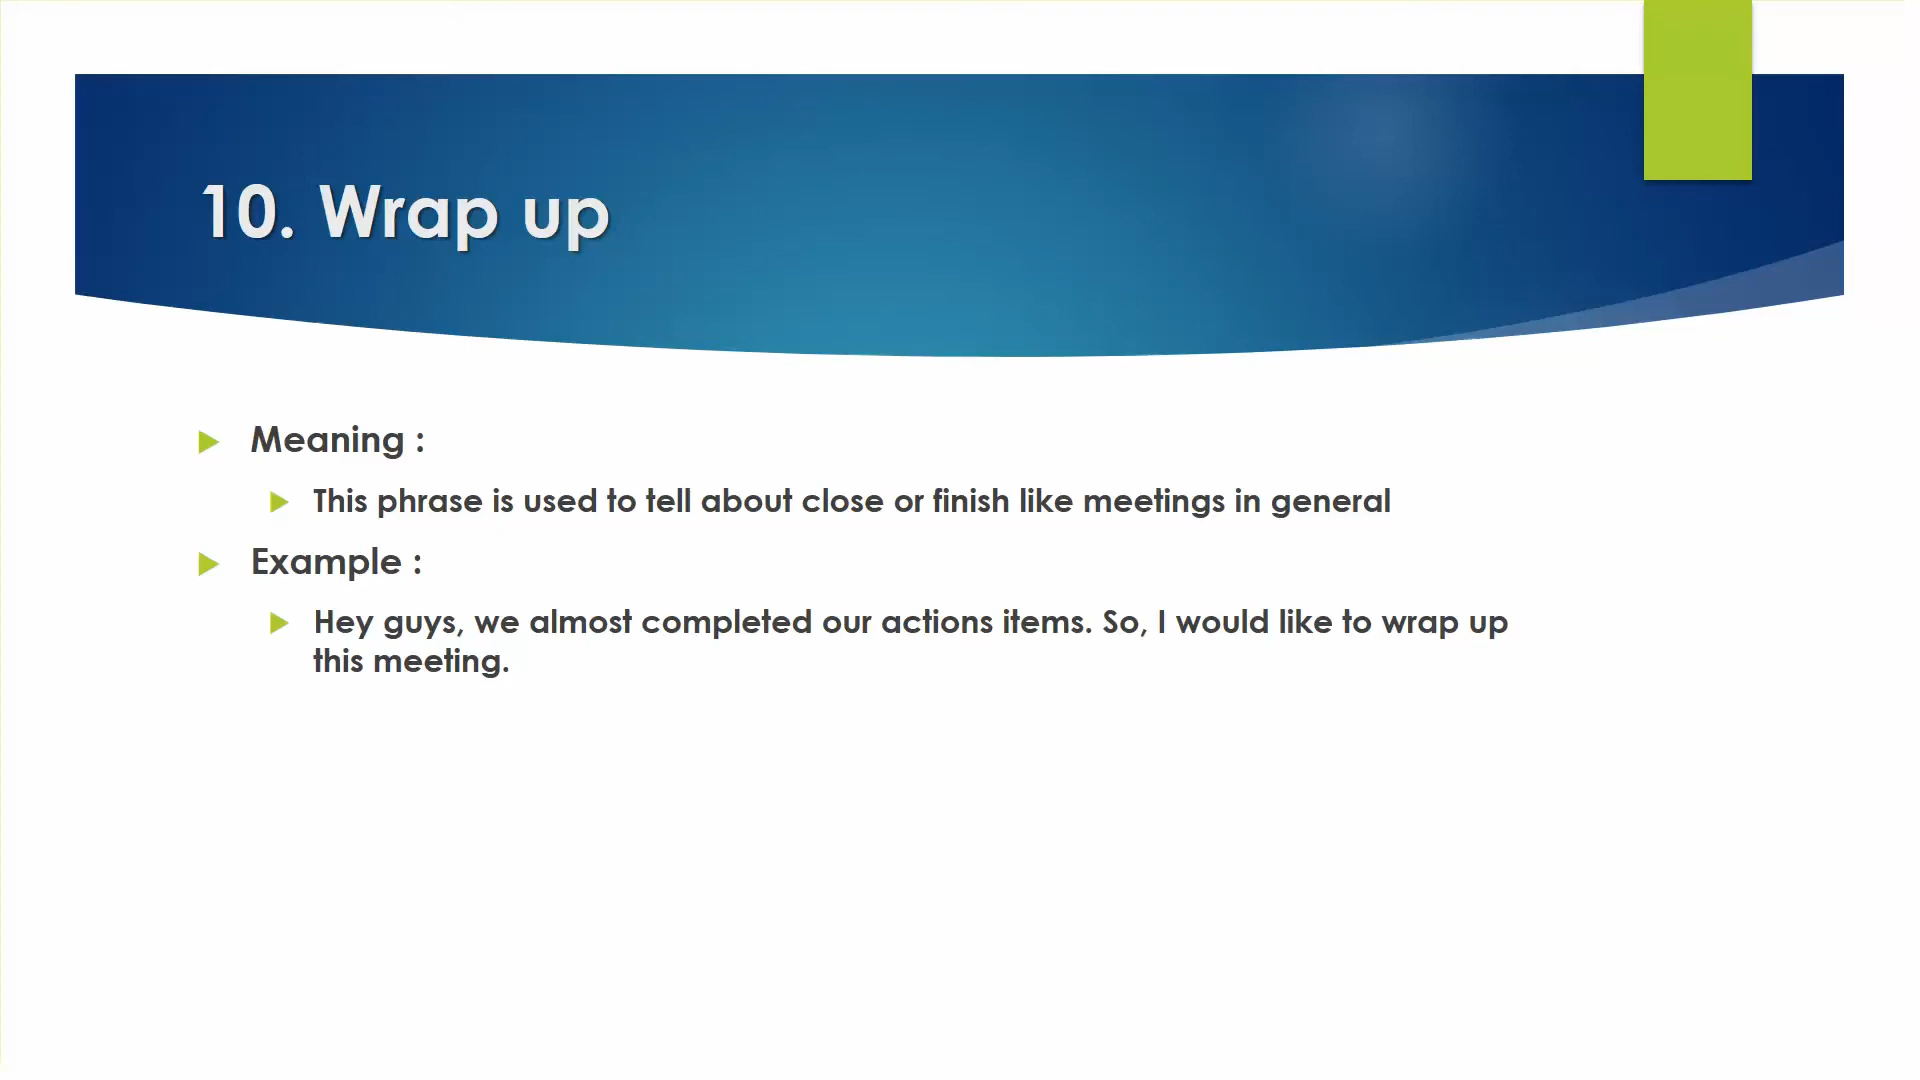 10. Wrap up
Meaning :
This phrase is used to tell about close or finish like meetings in general
Example :
Hey guys, we almost completed our actions items. So, I would like to wrap up
this meeting.